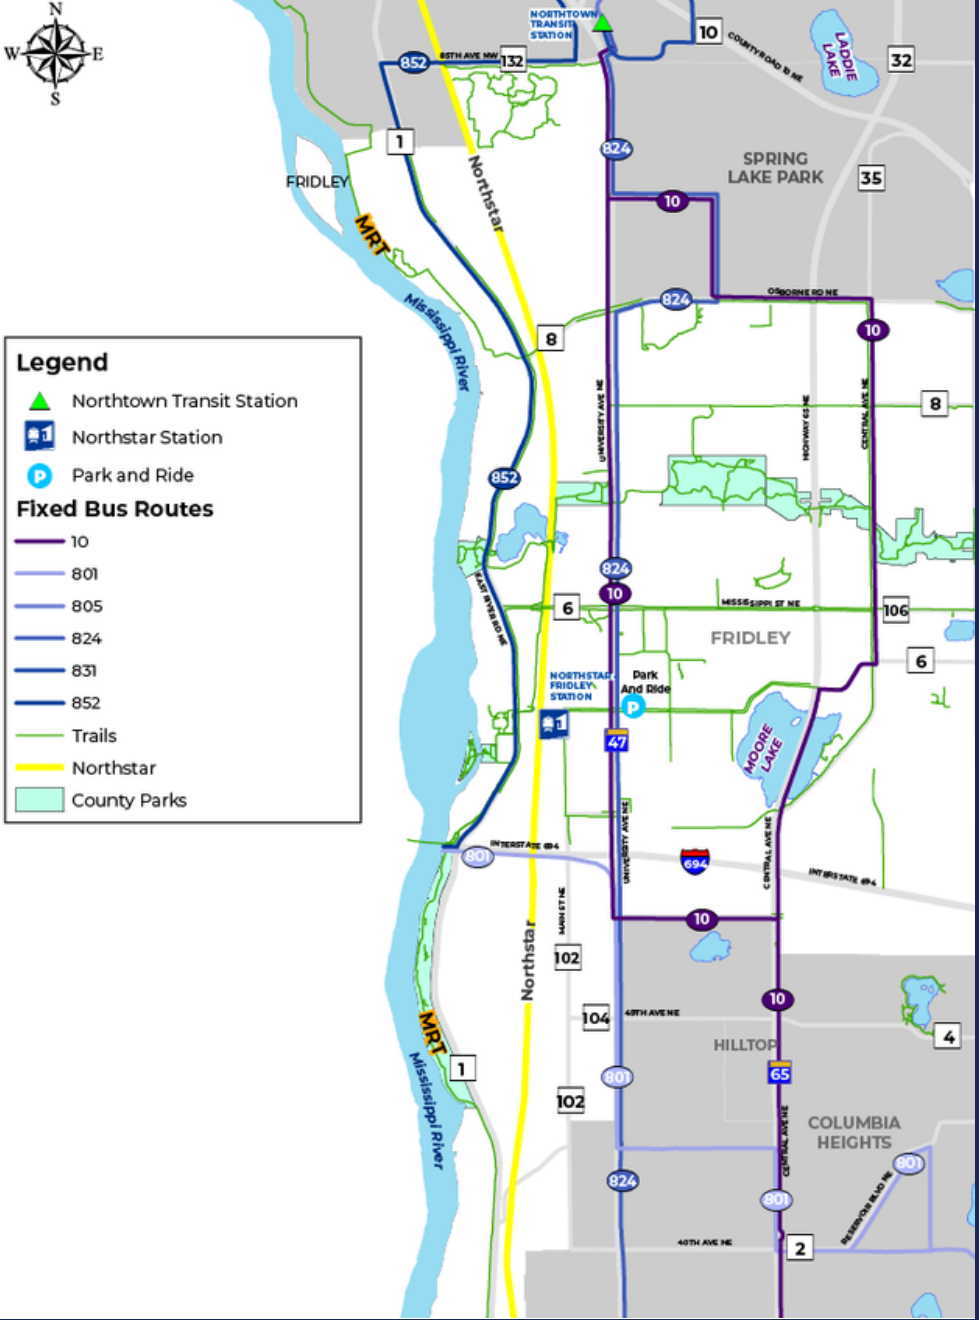 N
W
E
S
NORTHTOWN
TRANSIT
STATION
10
COUNTY ROAD 10 NE
LADDIE
LAKE
32
852
85TH AVE NW
132
1
824
SPRING
LAKE PARK
35
FRIDLEY
Northstar
10
MRT
Mississippi River
824
OSBORNE RD NE
10
8
Legend
Northtown Transit Station
Northstar Station
P
Park and Ride
Fixed Bus Routes
10
801
805
824
831
852
Trails
Northstar
County Parks
UNIVERSITY AVE NE
HIGHWAY 65 NE
CENTRAL AVE NE
8
852
824
10
EAST RIVER RD NE
6
MISSISSIPPI ST NE
106
FRIDLEY
6
NORTHSTAR
FRIDLEY
STATION
Park
And Ride
P
47
MOORE
LAKE
UNIVERSITY AVE NE
CENTRAL AVE NE
INTERSTATE 694
801
694
INTERSTATE 694
MAIN ST NE
10
Northstar
102
10
104
49TH AVE NE
4
MRT
HILLTOP
1
801
65
102
Mississippi River
COLUMBIA
HEIGHTS
CENTRAL AVE NE
801
824
801
RESERVOIR BLVD NE
40TH AVE NE
2